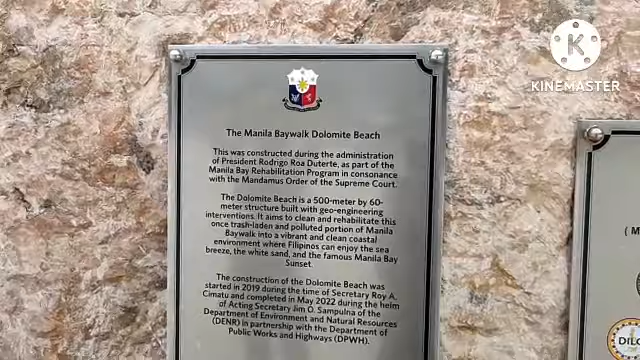 KINEMASTER
The Manila Baywalk Dolomite Beach
This was constructed during the administration
of President Rodrigo Roa Duterte, as part of the
Manila Bay Rehabilitation Program in consonance
with the Mandamus Order of the Supreme Court.
The Dolomite Beach is a 500-meter by 60-
meter structure built with geo-engineering
interventions. It aims to clean and rehabilitate this
once trash-laden and polluted portion of Manila
Baywalk into a vibrant and clean coastal
environment where Filipinos can enjoy the sea
breeze, the white sand, and the famous Manila Bay
Sunset.
The construction of the Dolomite Beach was
started in 2019 during the time of Secretary Roy A.
Cimatu and completed in May 2022 during the helm
of Acting Secretary Jim O. Sampulna of the
Department of Environment and Natural Resources
(DENR) in partnership with the Department of
Public Works and Highways (DPWH).
( M